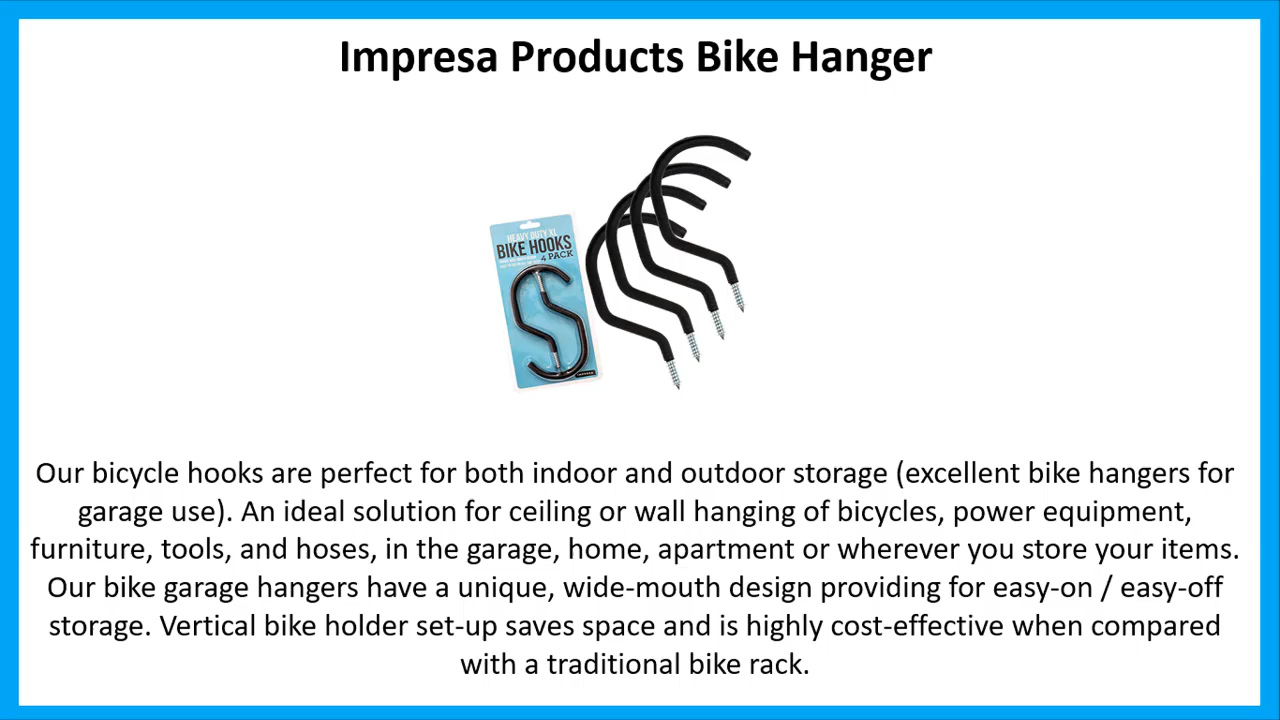 Impresa Products Bike Hanger
HEAVY DUTY XL
BIKE HOOKS
4 PACK
Our bicycle hooks are perfect for both indoor and outdoor storage (excellent bike hangers for
garage use). An ideal solution for ceiling or wall hanging of bicycles, power equipment,
furniture, tools, and hoses, in the garage, home, apartment or wherever you store your items.
Our bike garage hangers have a unique, wide-mouth design providing for easy-on / easy-off
storage. Vertical bike holder set-up saves space and is highly cost-effective when compared
with a traditional bike rack.